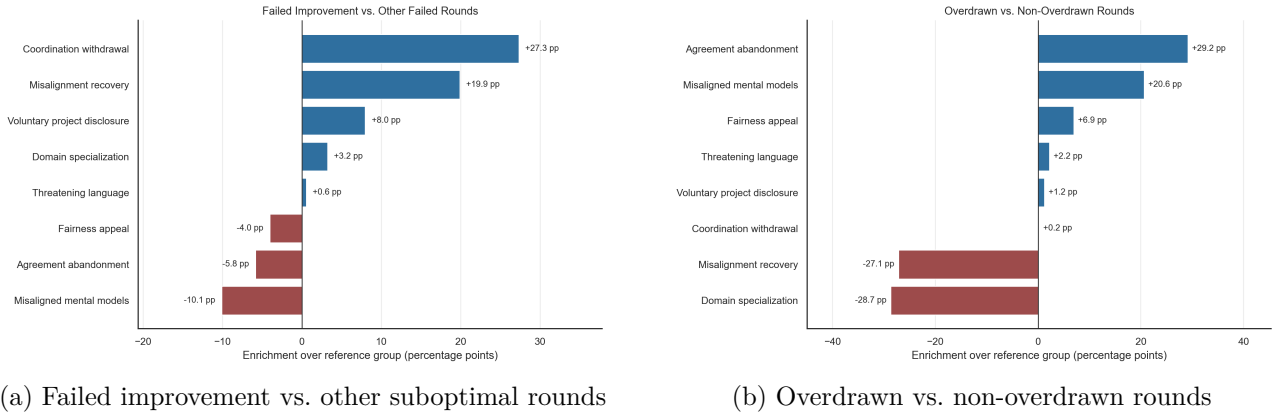 Failed Improvement vs. Other Failed Rounds
Coordination withdrawal
+27.3 pp
Misalignment recovery
+19.9 pp
Voluntary project disclosure
+8.0 pp
Domain specialization
+3.2 pp
Threatening language
+0.6 pp
Fairness appeal
-4.0 pp
Agreement abandonment
-5.8 pp
Misaligned mental models
-10.1 pp
−20 −10 0 10 20 30
Enrichment over reference group (percentage points)
(a) Failed improvement vs. other suboptimal rounds
Overdrawn vs. Non-Overdrawn Rounds
Agreement abandonment
+29.2 pp
Misaligned mental models
+20.6 pp
Fairness appeal
+6.9 pp
Threatening language
+2.2 pp
Voluntary project disclosure
+1.2 pp
Coordination withdrawal
+0.2 pp
Misalignment recovery
-27.1 pp
Domain specialization
-28.7 pp
−40 −20 0 20 40
Enrichment over reference group (percentage points)
(b) Overdrawn vs. non-overdrawn rounds